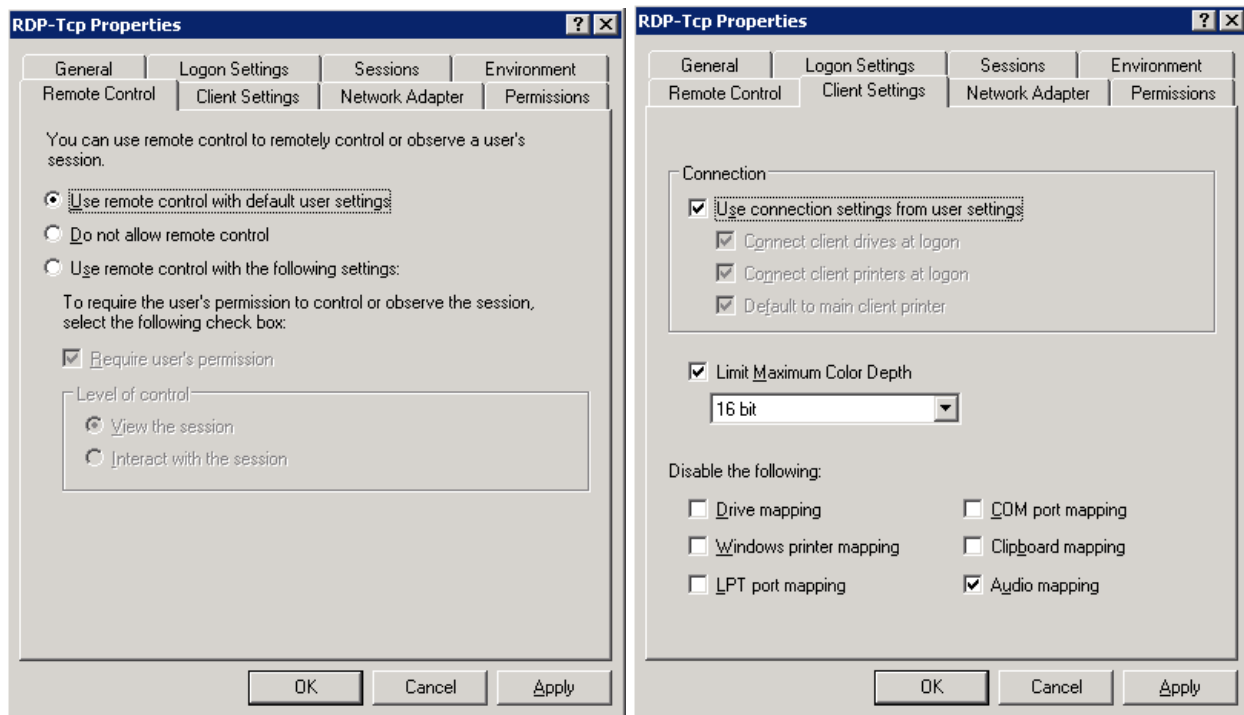 RDP-Tcp Properties
General Logon Settings Sessions Environment
Remote Control Client Settings Network Adapter Permissions
You can use remote control to remotely control or observe a user's
session.
Use remote control with default user settings
Do not allow remote control
Use remote control with the following settings:
To require the user's permission to control or observe the session,
select the following check box:
Require user's permission
Level of control
View the session
Interact with the session
OK Cancel Apply
RDP-Tcp Properties
General Logon Settings Sessions Environment
Remote Control Client Settings Network Adapter Permissions
Connection
Use connection settings from user settings
Connect client drives at logon
Connect client printers at logon
Default to main client printer
Limit Maximum Color Depth
16 bit
Disable the following:
Drive mapping COM port mapping
Windows printer mapping Clipboard mapping
LPT port mapping Audio mapping
OK Cancel Apply